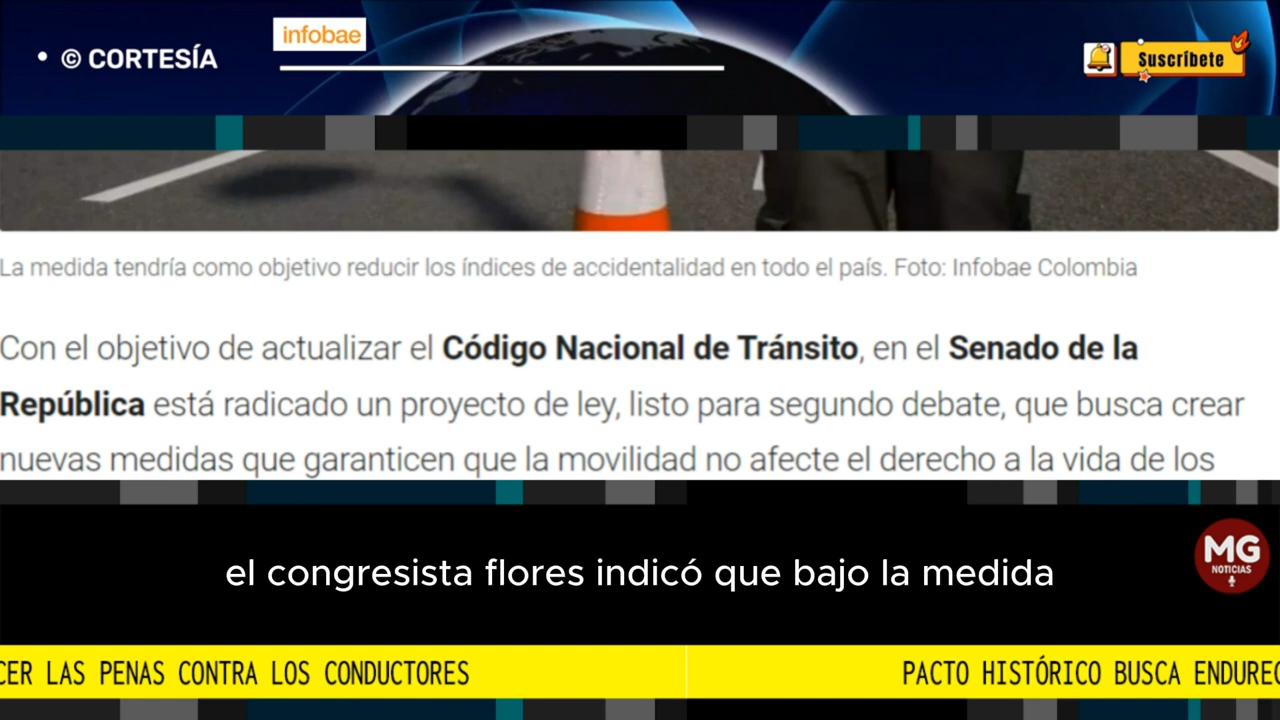 © CORTESÍA
infobae
Suscríbete
La medida tendría como objetivo reducir los índices de accidentalidad en todo el país. Foto: Infobae Colombia
Con el objetivo de actualizar el Código Nacional de Tránsito, en el Senado de la
República está radicado un proyecto de ley, listo para segundo debate, que busca crear
nuevas medidas que garanticen que la movilidad no afecte el derecho a la vida de los
el congresista flores indicó que bajo la medida
MG
NOTICIAS
CER LAS PENAS CONTRA LOS CONDUCTORES
PACTO HISTÓRICO BUSCA ENDUREC